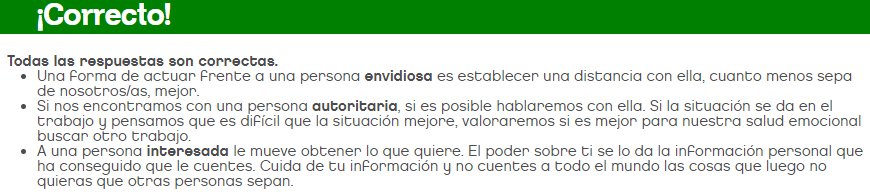 ¡Correcto!
Todas las respuestas son correctas.
• Una forma de actuar frente a una persona envidiosa es establecer una distancia con ella, cuanto menos sepa
de nosotros/as, mejor.
• Si nos encontramos con una persona autoritaria, si es posible hablaremos con ella. Si la situación se da en el
trabajo y pensamos que es difícil que la situación mejore, valoraremos si es mejor para nuestra salud emocional
buscar otro trabajo.
• A una persona interesada le mueve obtener lo que quiere. El poder sobre ti se lo da la información personal que
ha conseguido que le cuentes. Cuida de tu información y no cuentes a todo el mundo las cosas que luego no
quieras que otras personas sepan.